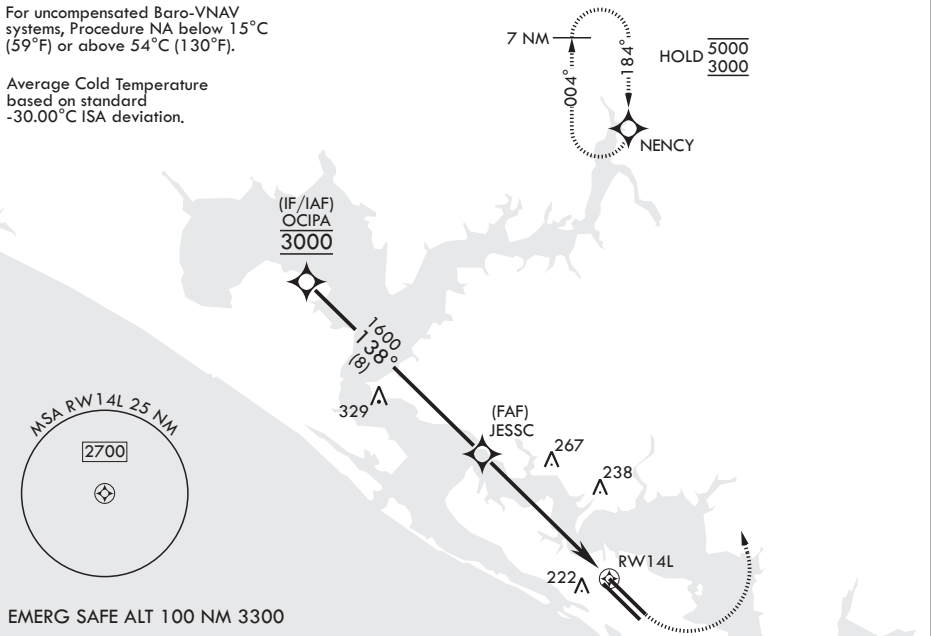 For uncompensated Baro-VNAV
systems, Procedure NA below 15°C
(59°F) or above 54°C (130°F).
Average Cold Temperature
based on standard
-30.00°C ISA deviation.
7 NM
004°
184°
HOLD 5000
3000
NENCY
(IF/IAF)
OCIPA
3000
1600
138°
(8)
329
(FAF)
JESSC
267
238
MSA RW14L 25 NM
2700
RW14L
222
EMERG SAFE ALT 100 NM 3300